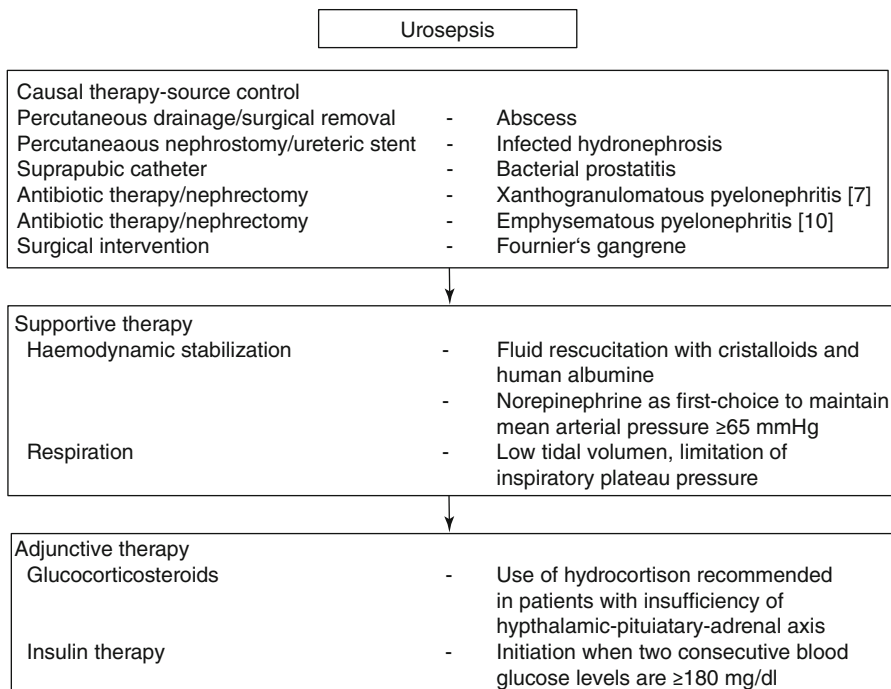 Urosepsis
Causal therapy-source control
Percutaneous drainage/surgical removal - Abscess
Percutaneaous nephrostomy/ureteric stent - Infected hydronephrosis
Suprapubic catheter - Bacterial prostatitis
Antibiotic therapy/nephrectomy - Xanthogranulomatous pyelonephritis [7]
Antibiotic therapy/nephrectomy - Emphysematous pyelonephritis [10]
Surgical intervention - Fournier‘s gangrene
Supportive therapy
Haemodynamic stabilization - Fluid rescucitation with cristalloids and
human albumine
- Norepinephrine as first-choice to maintain
mean arterial pressure ≥65 mmHg
Respiration - Low tidal volumen, limitation of
inspiratory plateau pressure
Adjunctive therapy
Glucocorticosteroids - Use of hydrocortison recommended
in patients with insufficiency of
hypthalamic-pituiatary-adrenal axis
Insulin therapy - Initiation when two consecutive blood
glucose levels are ≥180 mg/dl